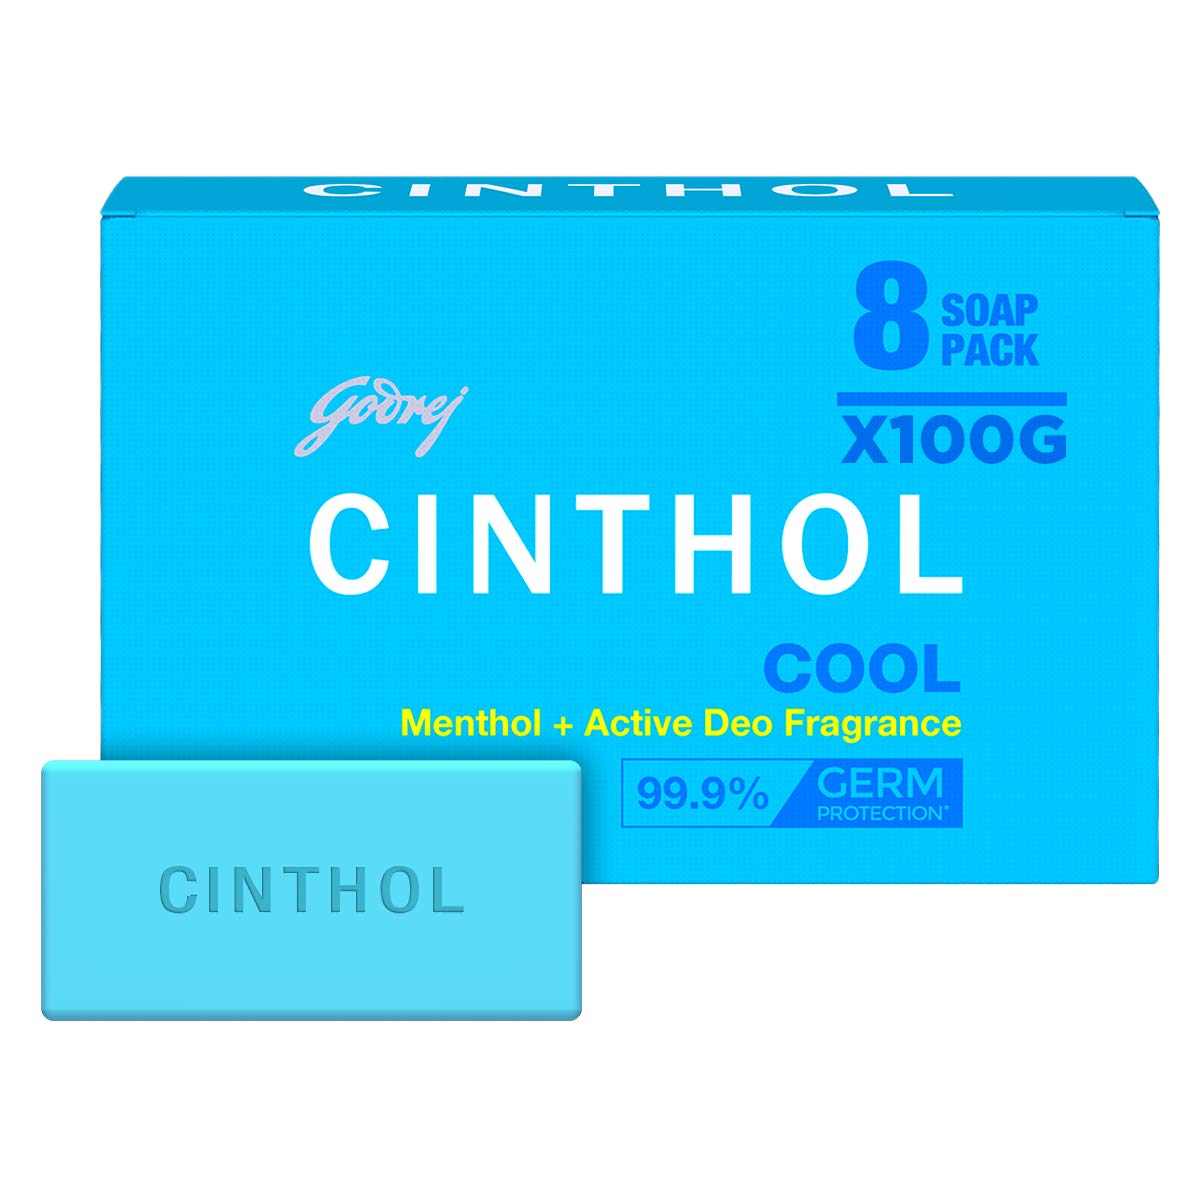 CINTHOL
8 SOAP
PACK
X100G
Godrej
CINTHOL
COOL
Menthol + Active Deo Fragrance
99.9% GERM
PROTECTION*
CINTHOL